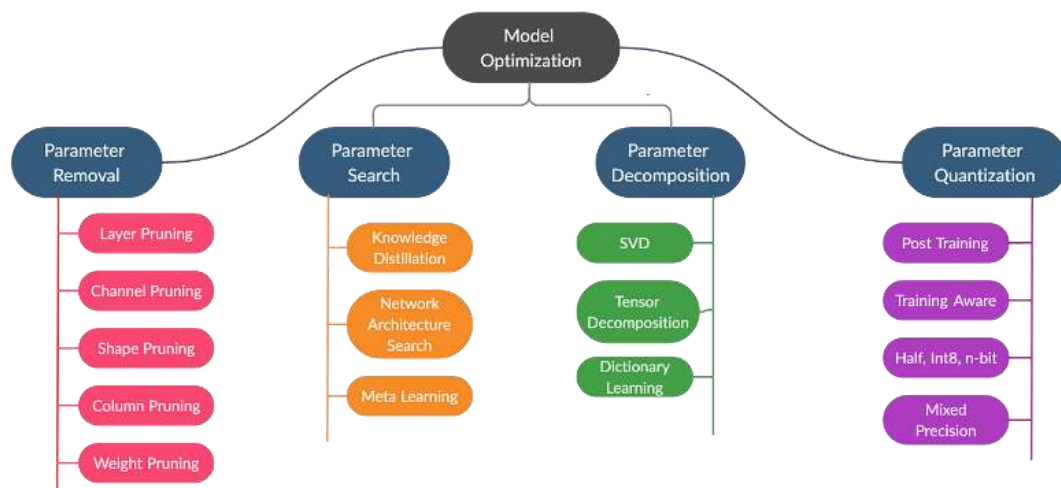 Model
Optimization
Parameter
Removal
Parameter
Search
Parameter
Decomposition
Parameter
Quantization
Layer Pruning
Channel Pruning
Shape Pruning
Column Pruning
Weight Pruning
Knowledge
Distillation
Network
Architecture
Search
Meta Learning
SVD
Tensor
Decomposition
Dictionary
Learning
Post Training
Training Aware
Half, Int8, n-bit
Mixed
Precision